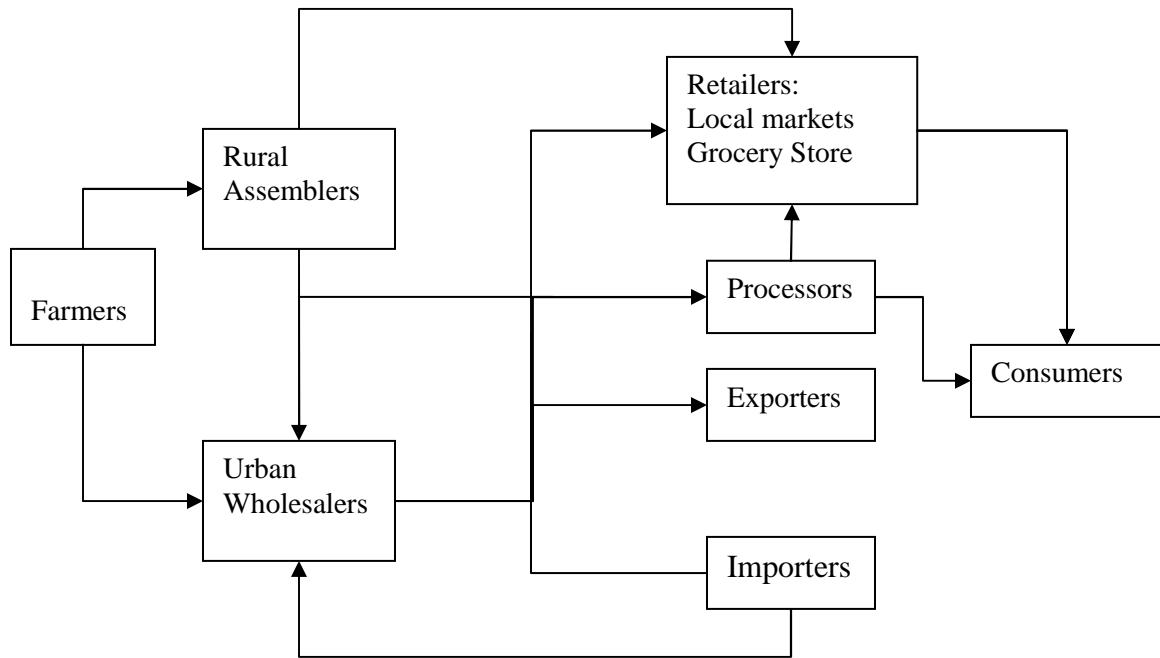 Retailers:
Local markets
Grocery Store
Rural
Assemblers
Farmers
Processors
Consumers
Exporters
Urban
Wholesalers
Importers